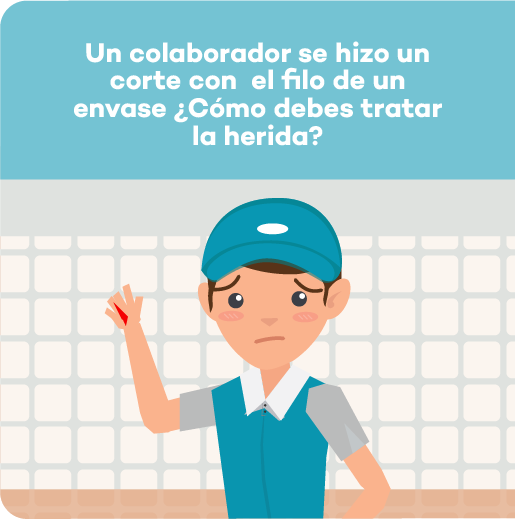 Un colaborador se hizo un
corte con  el filo de un
envase ¿Cómo debes tratar
la herida?